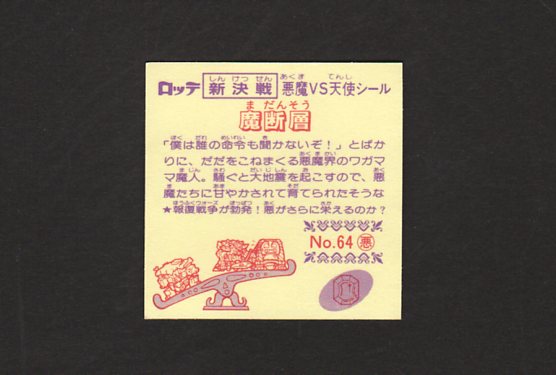 ロッテ 新決戦 悪魔VS天使シール
魔断層
「僕は誰の命令も聞かないぞ！」とばか
りに、だだをこねまくる悪魔界のワガマ
マ魔人。騒ぐと大地震を起こすので、悪
魔たちに甘やかされて育てられたそうな
★報復戦争が勃発！悪がさらに栄えるのか？
No.64 悪